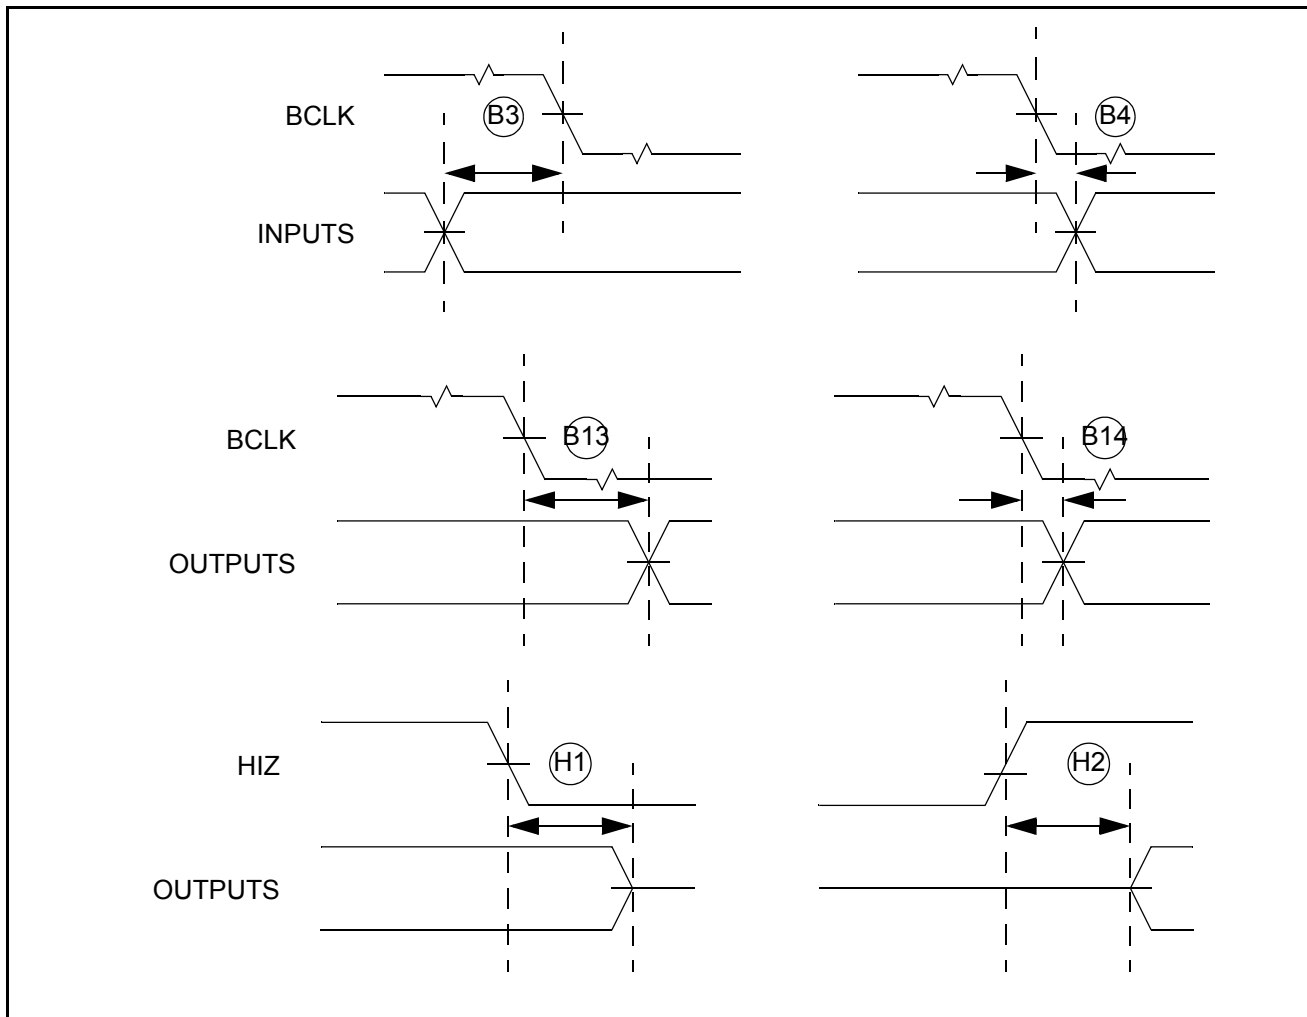 BCLK
B3
B4
INPUTS
BCLK
B13
B14
OUTPUTS
HIZ
H1
H2
OUTPUTS